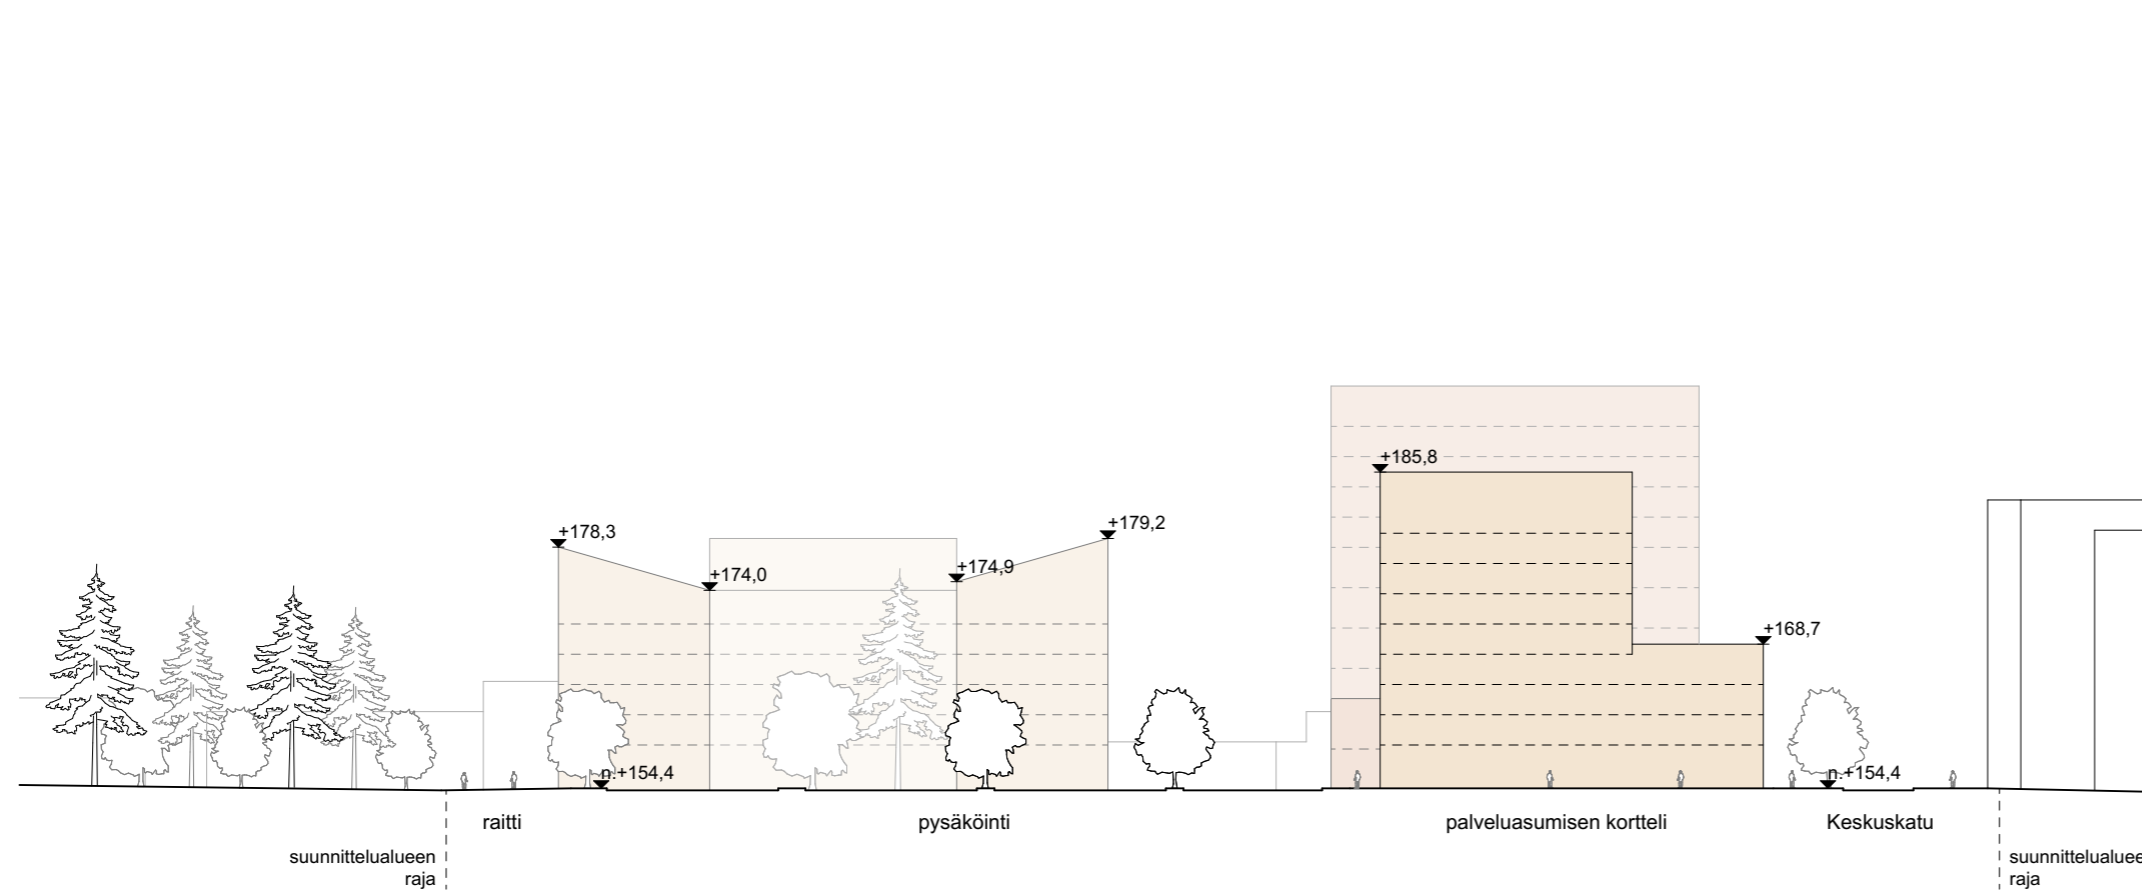 +185,8
+178,3
+179,2
+174,0
+174,9
+168,7
n.+154,4
n.+154,4
raitti
pysäköinti
palveluasumisen kortteli
Keskuskatu
suunnittelualueen
raja
suunnittelualuee
raja